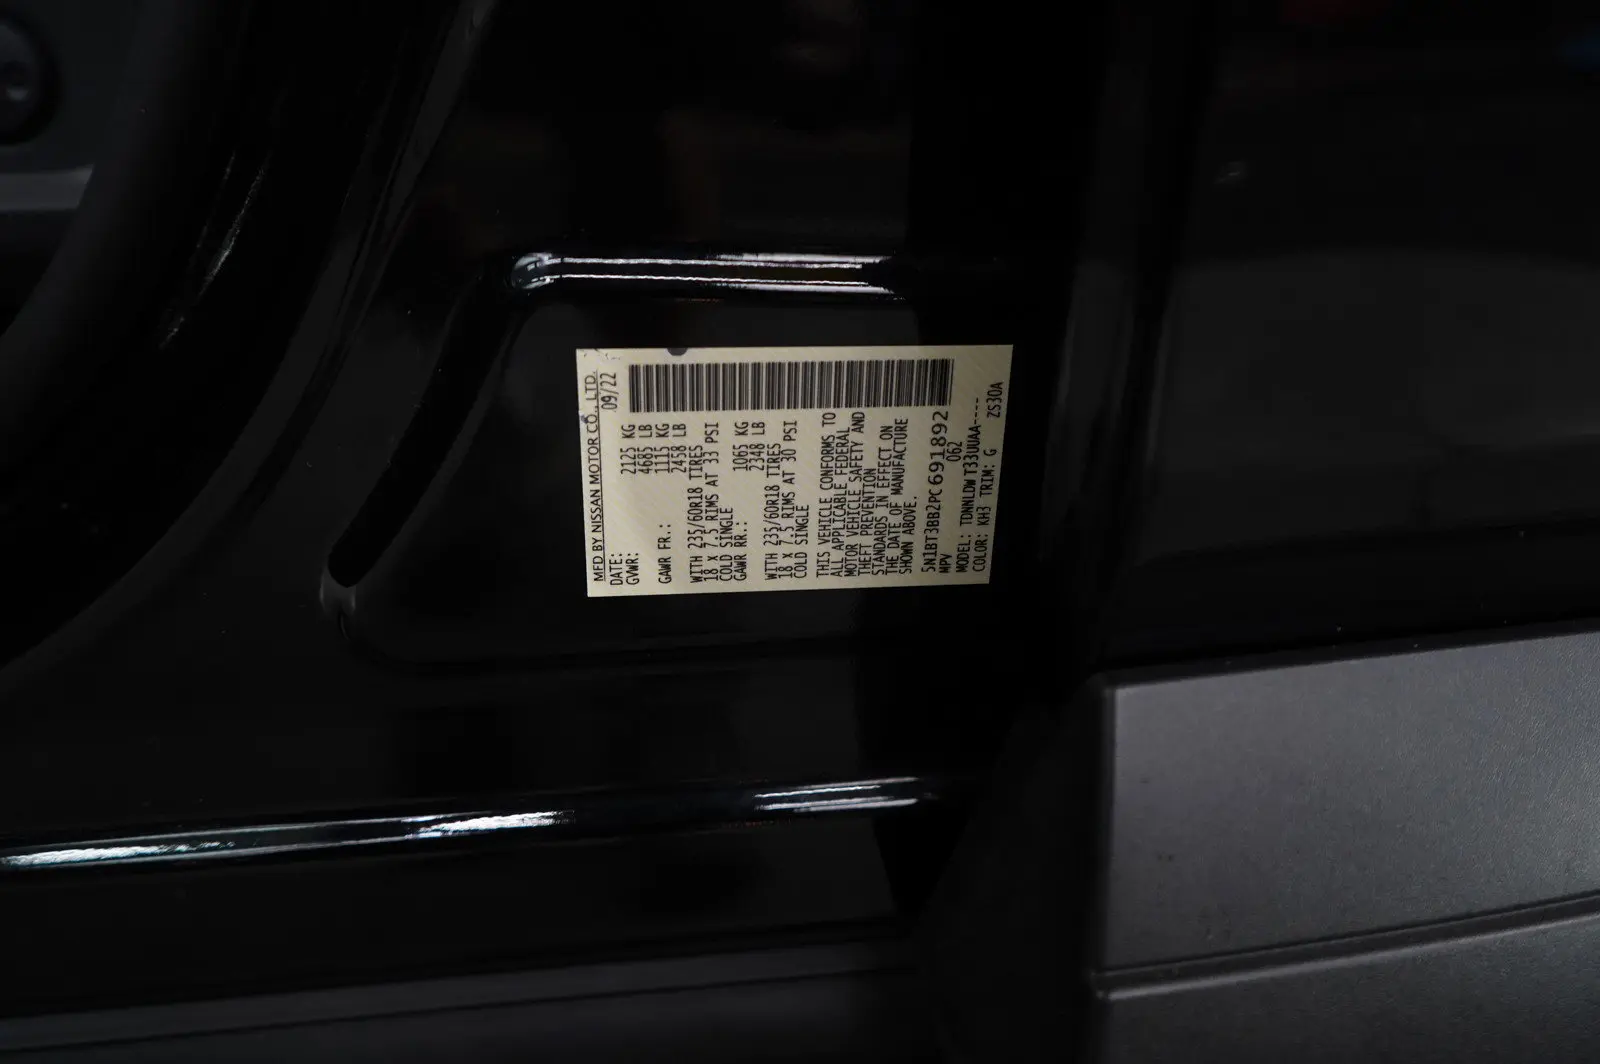 MFD BY NISSAN MOTOR CO., LTD.
DATE: 09/22
GVWR: 2125 KG
4685 LB
GAWR FR.: 1115 KG
2458 LB
WITH 235/60R18 TIRES
18 X 7.5 RIMS AT 33 PSI
COLD SINGLE
GAWR RR.: 1065 KG
2348 LB
WITH 235/60R18 TIRES
18 X 7.5 RIMS AT 30 PSI
COLD SINGLE
THIS VEHICLE CONFORMS TO
ALL APPLICABLE FEDERAL
MOTOR VEHICLE SAFETY AND
THEFT PREVENTION
STANDARDS IN EFFECT ON
THE DATE OF MANUFACTURE
SHOWN ABOVE.
5N1BT3BB2PC691892
MPV 062
MODEL: TDNNLDWT33UUAA----
COLOR: KH3 TRIM: G ZS30A